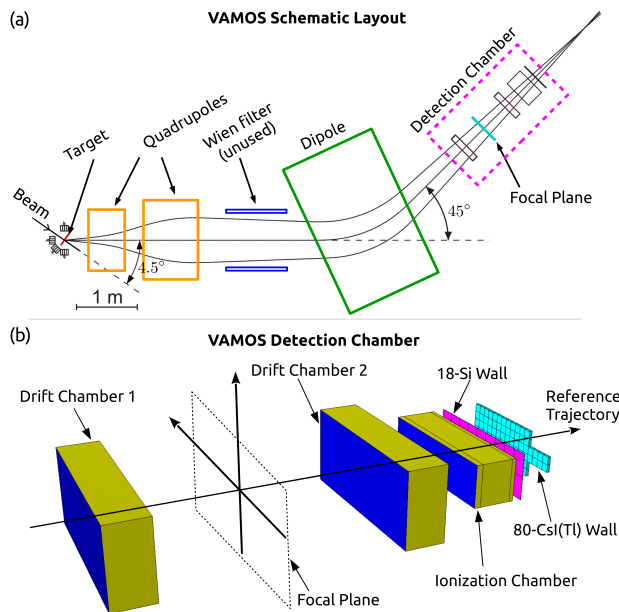 (a)
VAMOS Schematic Layout
Target
Quadrupoles
Wien filter
(unused)
Dipole
Detection Chamber
Focal Plane
Beam
4.5°
45°
1 m
(b)
VAMOS Detection Chamber
Drift Chamber 1
Drift Chamber 2
18-Si Wall
Reference
Trajectory
80-CsI(Tl) Wall
Ionization Chamber
Focal Plane